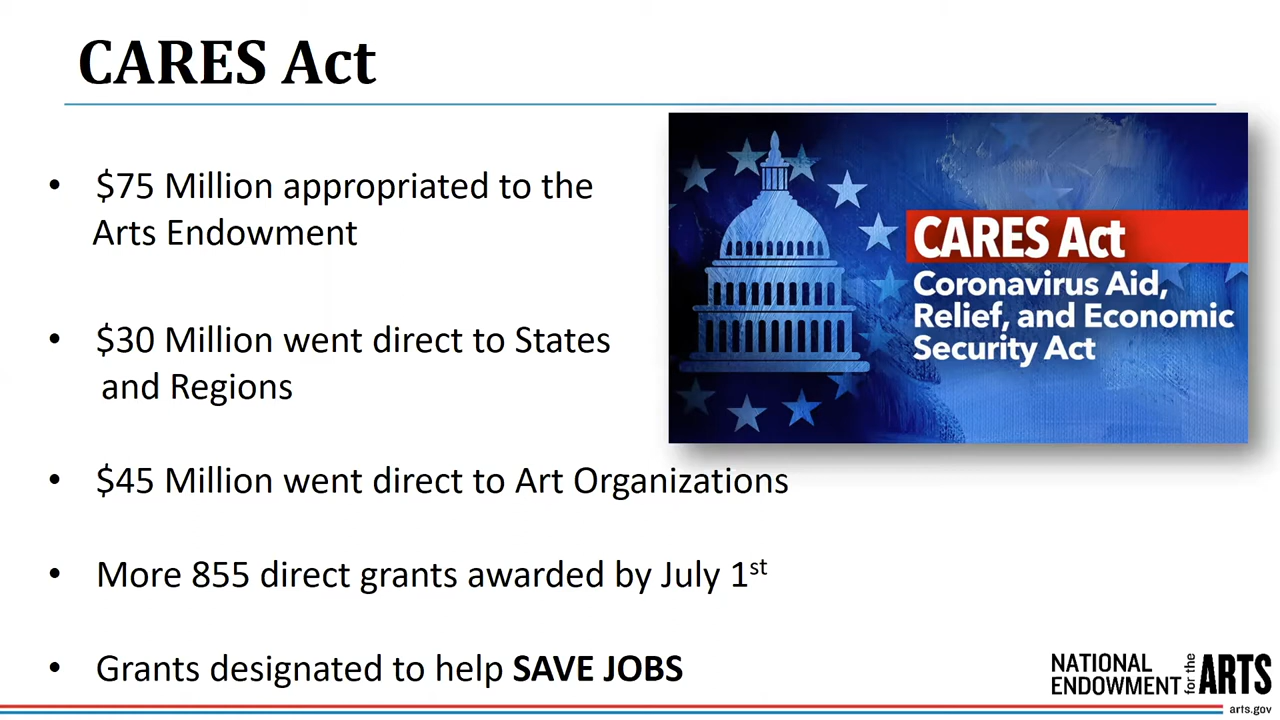 CARES Act
• $75 Million appropriated to the
Arts Endowment
• $30 Million went direct to States
and Regions
• $45 Million went direct to Art Organizations
• More 855 direct grants awarded by July 1st
• Grants designated to help SAVE JOBS
CARES Act
Coronavirus Aid,
Relief, and Economic
Security Act
NATIONAL
ENDOWMENT for the ARTS
arts.gov